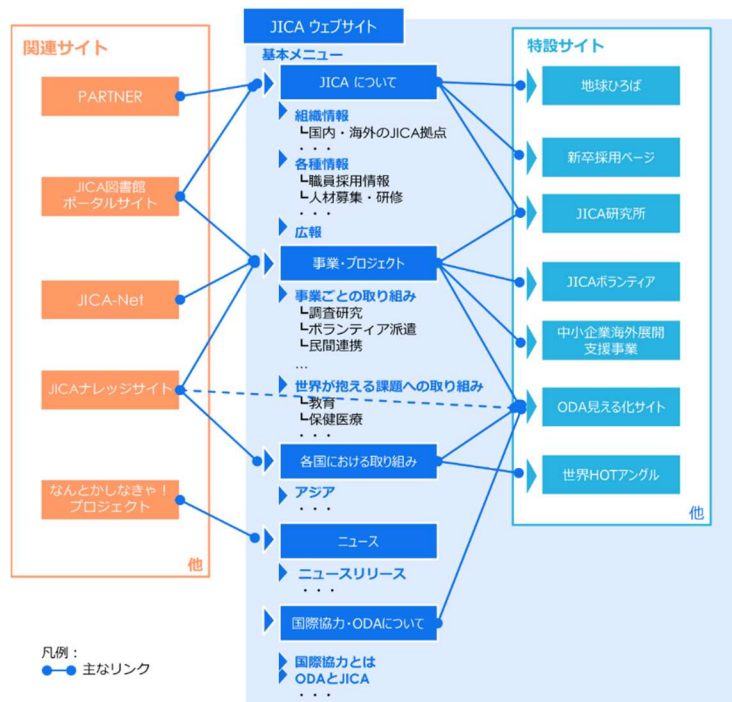 JICA ウェブサイト
関連サイト
PARTNER
JICA図書館
ポータルサイト
JICA-Net
JICAナレッジサイト
なんとかしなきゃ！
プロジェクト
他
基本メニュー
JICA について
組織情報
┗国内・海外のJICA拠点
・・・
各種情報
┗職員採用情報
┗人材募集・研修
・・・
広報
事業・プロジェクト
事業ごとの取り組み
┗調査研究
┗ボランティア派遣
┗民間連携
…
世界が抱える課題への取り組み
┗教育
┗保健医療
・・・
各国における取り組み
アジア
・・・
ニュース
ニュースリリース
・・・
国際協力・ODAについて
国際協力とは
ODAとJICA
・・・
特設サイト
地球ひろば
新卒採用ページ
JICA研究所
JICAボランティア
中小企業海外展開
支援事業
ODA見える化サイト
世界HOTアングル
他
凡例：
主なリンク